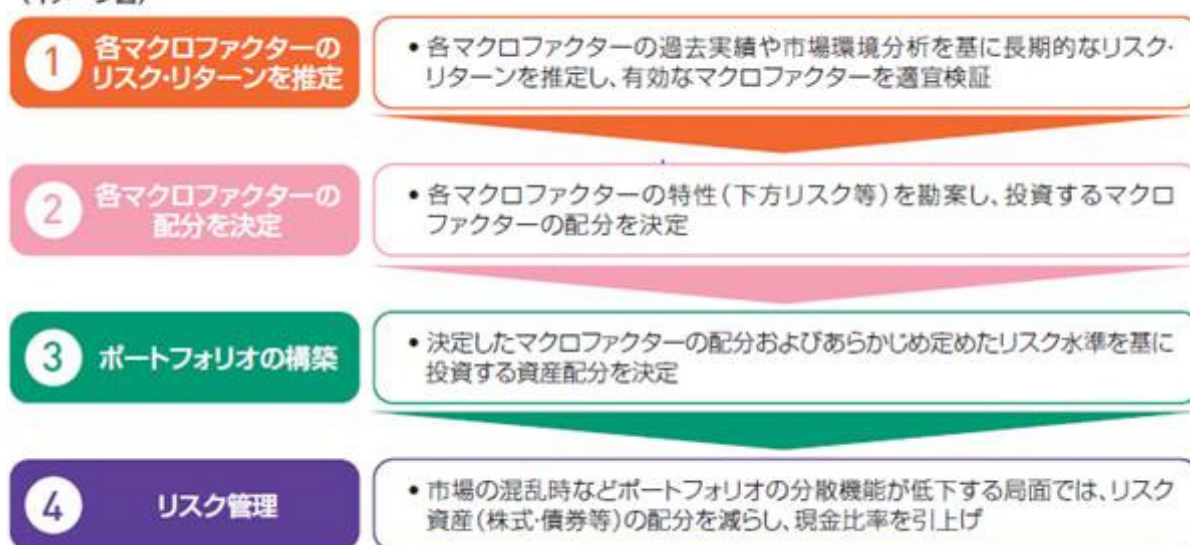 1
各マクロファクターの
リスク・リターンを推定
• 各マクロファクターの過去実績や市場環境分析を基に長期的なリスク・
リターンを推定し、有効なマクロファクターを適宜検証
2
各マクロファクターの
配分を決定
• 各マクロファクターの特性(下方リスク等)を勘案し、投資するマクロ
ファクターの配分を決定
3
ポートフォリオの構築
• 決定したマクロファクターの配分およびあらかじめ定めたリスク水準を基に
投資する資産配分を決定
4
リスク管理
• 市場の混乱時などポートフォリオの分散機能が低下する局面では、リスク
資産(株式・債券等)の配分を減らし、現金比率を引上げ